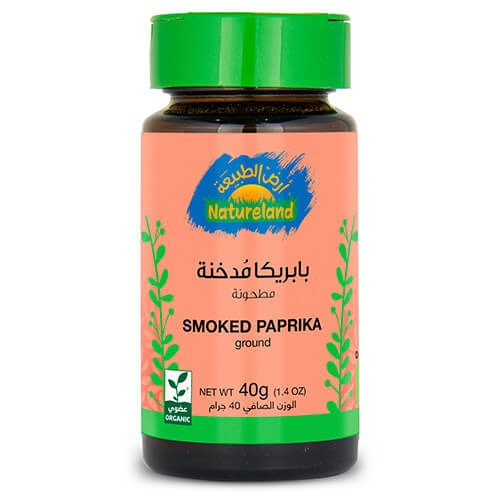 أرض الطبيعة
Natureland
بابريكا مُدخنة
مطحونة
SMOKED PAPRIKA
ground
NET WT 40g (1.4 OZ)
الوزن الصافي 40 جرام
عضوي
ORGANIC